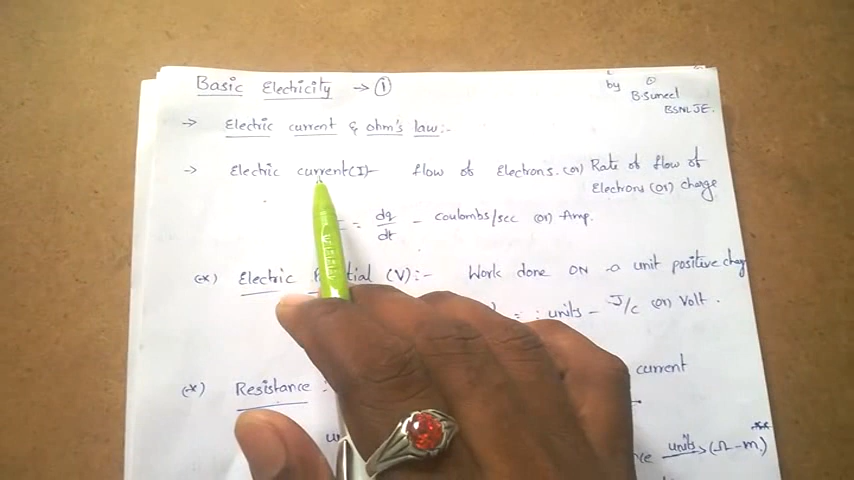 Basic Electricity → ①
by
B.Suneel
BSNL JE.
→ Electric current & ohm's law:-
→ Electric current(I)- flow of Electrons. (or) Rate of flow of
Electrons (or) charge
= dq/dt - coulombs/sec (or) Amp.
(*) Electric (V):- Work done ON a unit positive charge
= : units - J/c (or) Volt.
(*) Resistance : current
units → (Ω-m) **